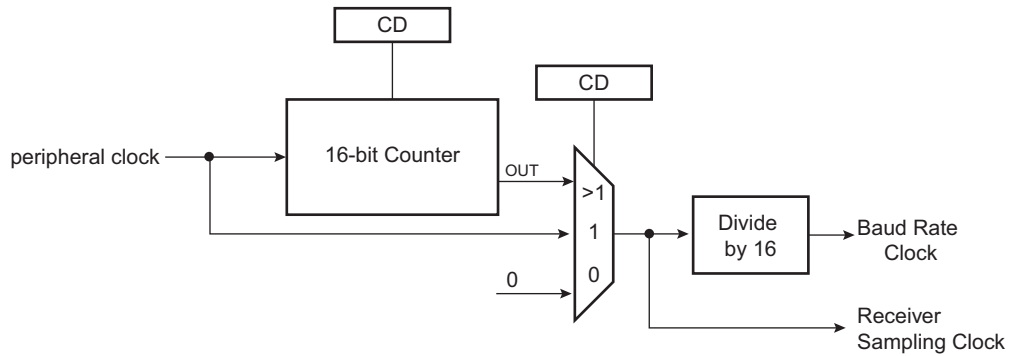 CD
CD
peripheral clock
16-bit Counter
OUT
>1
1
0
0
Divide
by 16
Baud Rate
Clock
Receiver
Sampling Clock